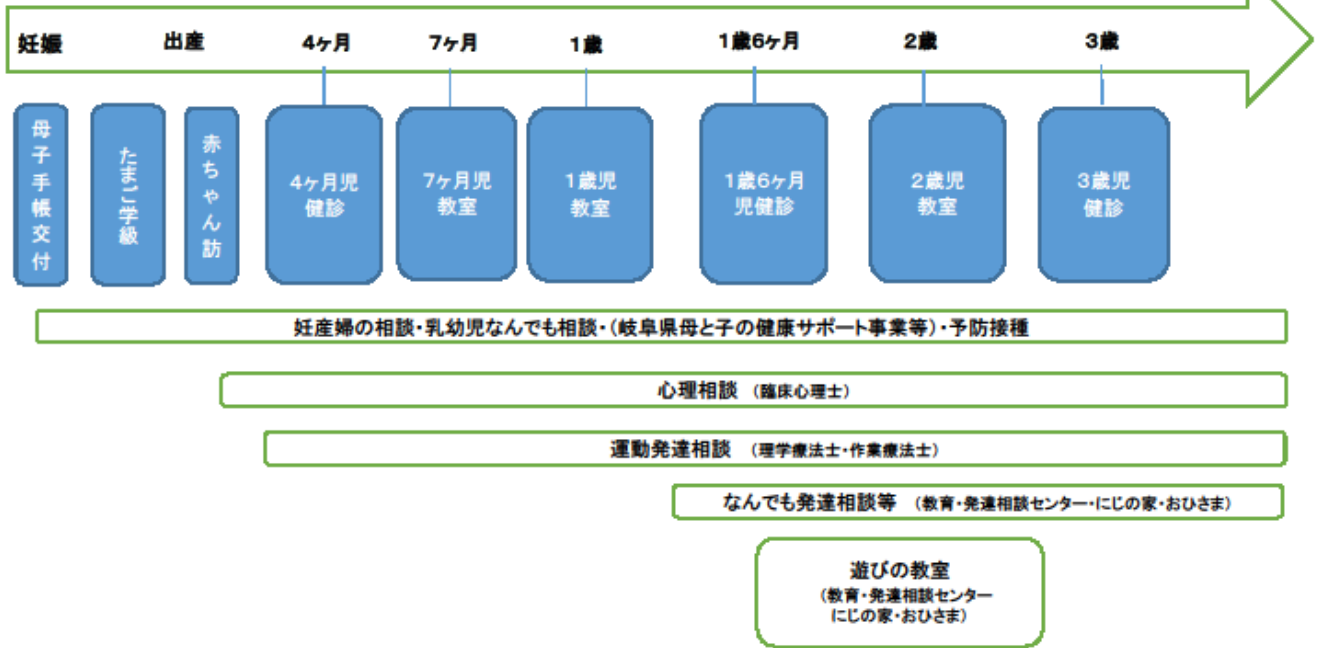 妊娠
出産
4ヶ月
7ヶ月
1歳
1歳6ヶ月
2歳
3歳
母子手帳交付
たまご学級
赤ちゃん訪
4ヶ月児
健診
7ヶ月児
教室
1歳児
教室
1歳6ヶ月
児健診
2歳児
教室
3歳児
健診
妊産婦の相談・乳幼児なんでも相談・(岐阜県母と子の健康サポート事業等)・予防接種
心理相談 (臨床心理士)
運動発達相談 (理学療法士・作業療法士)
なんでも発達相談等 (教育・発達相談センター・にじの家・おひさま)
遊びの教室
(教育・発達相談センター
にじの家・おひさま)